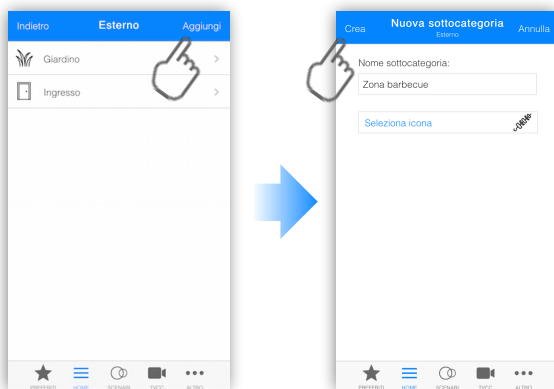 Indietro Esterno Aggiungi
Giardino
Ingresso
PREFERITI HOME SCENARI TVCC ALTRO
Crea Nuova sottocategoria Annulla
Esterno
Nome sottocategoria:
Zona barbecue
Seleziona icona
PREFERITI HOME SCENARI TVCC ALTRO